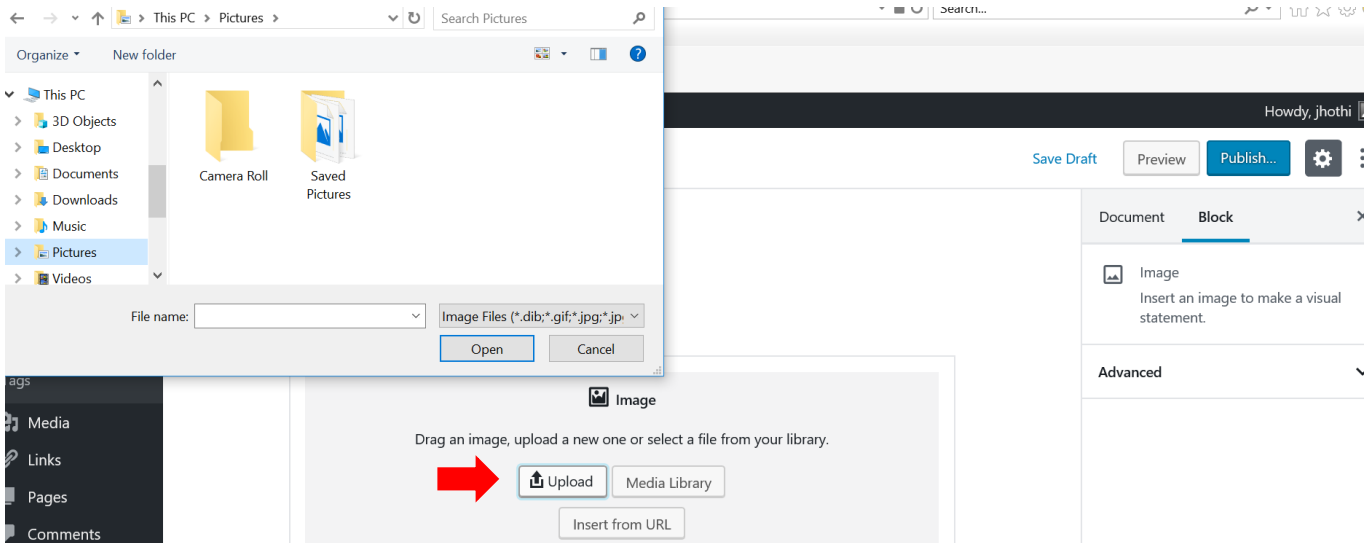 This PC > Pictures >
Search Pictures
Search...
Organize
New folder
This PC
3D Objects
Desktop
Documents
Downloads
Music
Pictures
Videos
Camera Roll
Saved
Pictures
File name:
Image Files (*.dib;*.gif;*.jpg;*.jp
Open
Cancel
Howdy, jhothi
Save Draft
Preview
Publish...
Document
Block
Image
Insert an image to make a visual
statement.
Advanced
Tags
Media
Links
Pages
Comments
Image
Drag an image, upload a new one or select a file from your library.
Upload
Media Library
Insert from URL